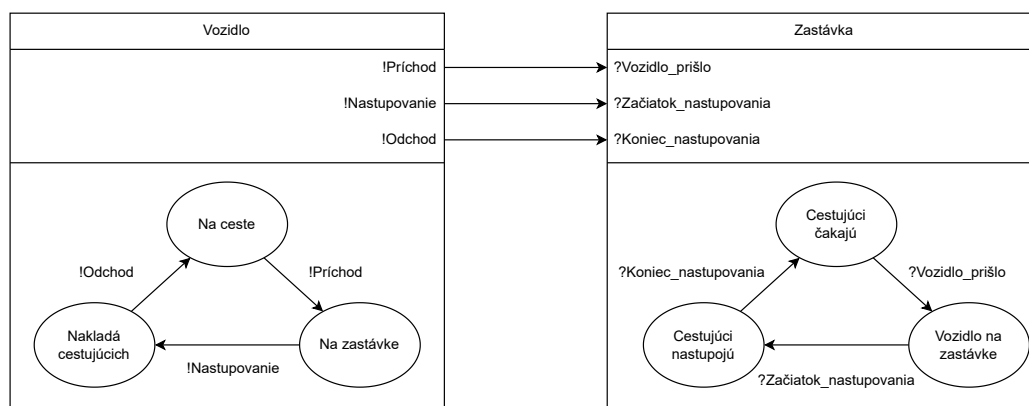 Vozidlo
!Príchod
!Nastupovanie
!Odchod
Na ceste
!Odchod
!Príchod
Nakladá
cestujúcich
Na zastávke
!Nastupovanie
Zastávka
?Vozidlo_prišlo
?Začiatok_nastupovania
?Koniec_nastupovania
Cestujúci
čakajú
?Koniec_nastupovania
?Vozidlo_prišlo
Cestujúci
nastupojú
Vozidlo na
zastávke
?Začiatok_nastupovania